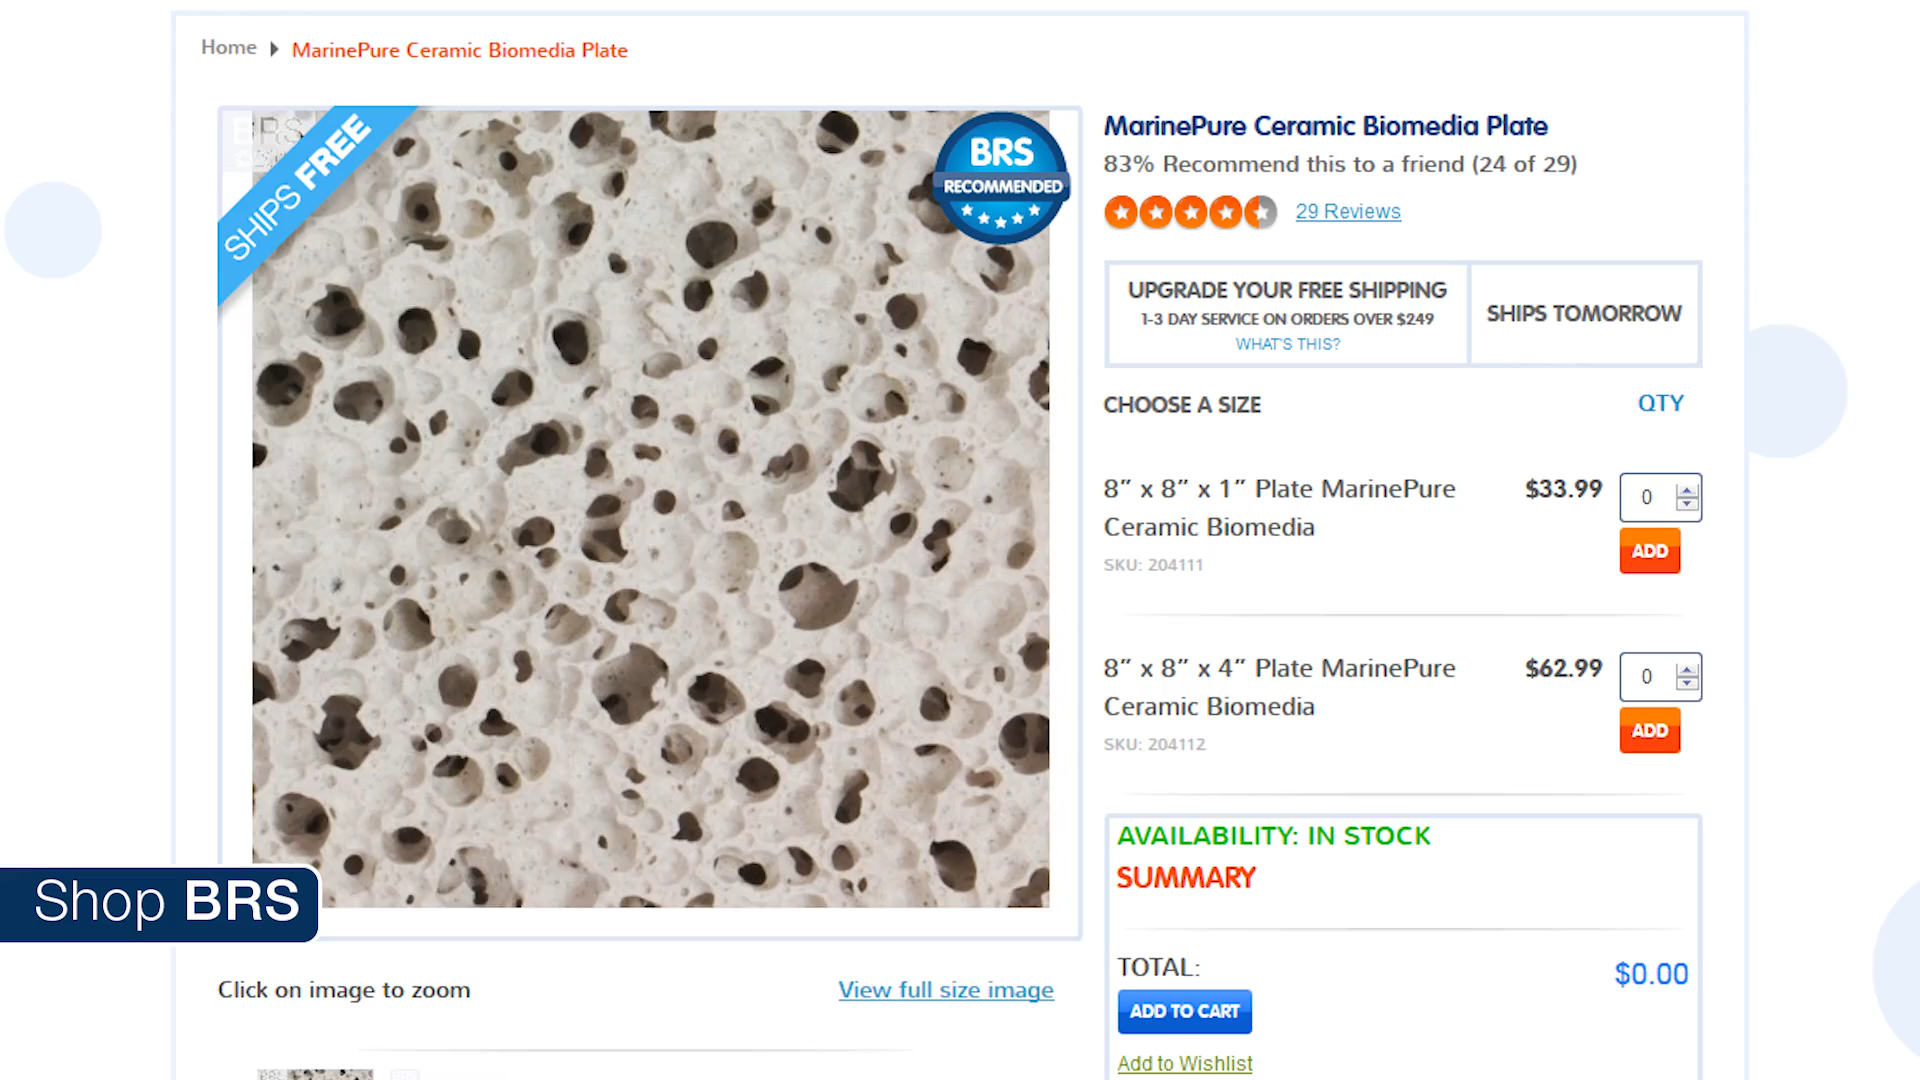 Home
MarinePure Ceramic Biomedia Plate
BRS
SHIPS FREE
BRS
RECOMMENDED
MarinePure Ceramic Biomedia Plate
83% Recommend this to a friend (24 of 29)
29 Reviews
UPGRADE YOUR FREE SHIPPING
1-3 DAY SERVICE ON ORDERS OVER $249
WHAT'S THIS?
SHIPS TOMORROW
CHOOSE A SIZE
QTY
8” x 8” x 1” Plate MarinePure
Ceramic Biomedia
SKU: 204111
$33.99
0
ADD
8” x 8” x 4” Plate MarinePure
Ceramic Biomedia
SKU: 204112
$62.99
0
ADD
AVAILABILITY: IN STOCK
SUMMARY
TOTAL:
$0.00
ADD TO CART
Add to Wishlist
Shop BRS
Click on image to zoom
View full size image
BRS
BRS